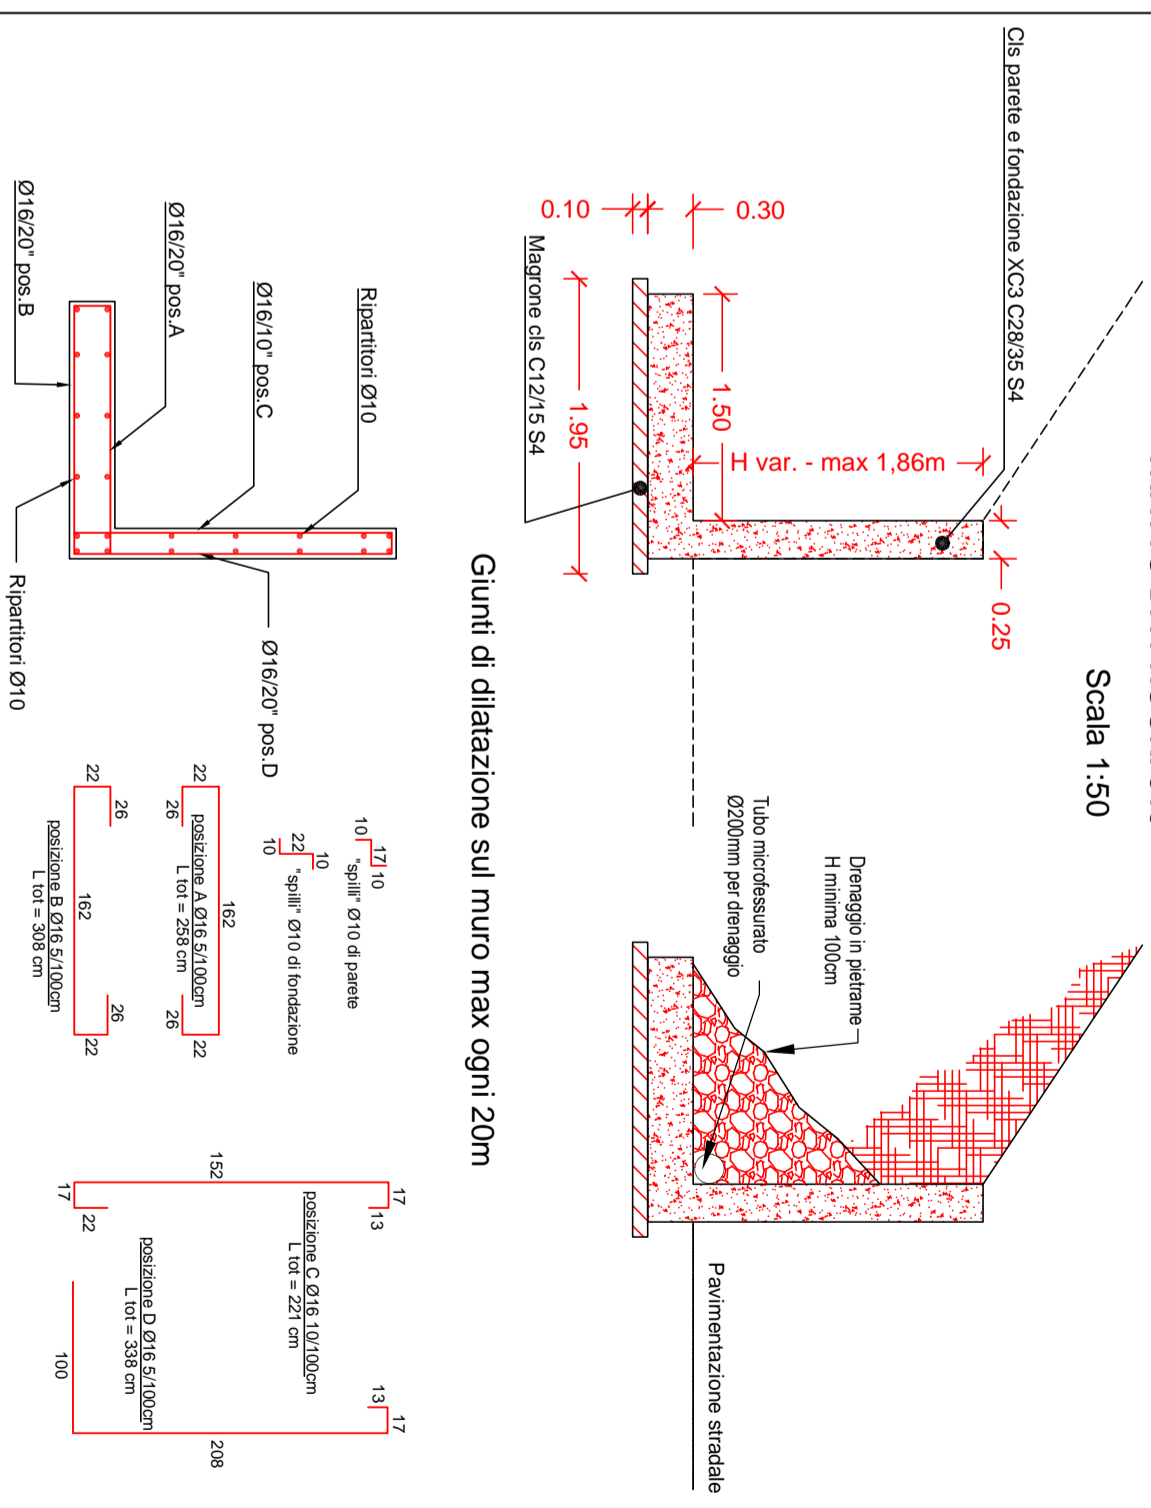 Scala 1:50
Cls parete e fondazione XC3 C28/35 S4
0.25
H var. - max 1,86m
0.30
0.10
1.50
1.95
Magrone cls C12/15 S4
Drenaggio in pietrame
H minima 100cm
Tubo microfessurato
Ø200mm per drenaggio
Pavimentazione stradale
Giunti di dilatazione sul muro max ogni 20m
Ripartitori Ø10
Ø16/10" pos.C
Ø16/20" pos.A
Ø16/20" pos.B
Ø16/20" pos.D
Ripartitori Ø10
10
17
10
"spilli" Ø10 di parete
10
22
10
"spilli" Ø10 di fondazione
162
22
26
26
22
posizione A Ø16 5/100cm
L tot = 258 cm
26
22
162
26
22
posizione B Ø16 5/100cm
L tot = 308 cm
17
13
152
17
22
posizione C Ø16 10/100cm
L tot = 221 cm
13
17
208
100
posizione D Ø16 5/100cm
L tot = 338 cm